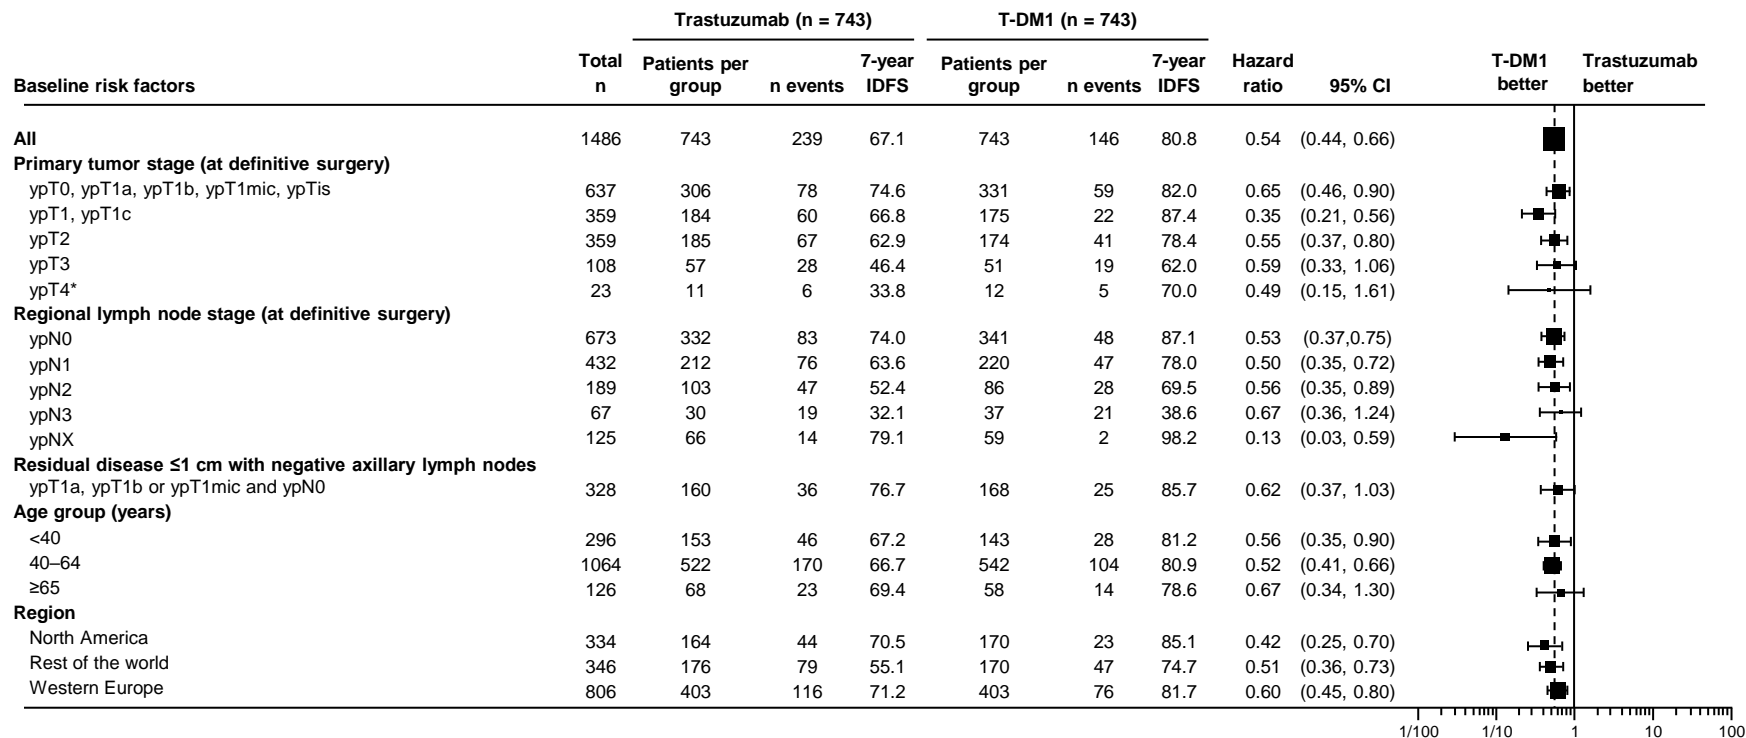 Trastuzumab (n = 743) T-DM1 (n = 743)
Total Patients per 7-year Patients per 7-year Hazard T-DM1 Trastuzumab
Baseline risk factors n group n events IDFS group n events IDFS ratio 95% CI better better
All 1486 743 239 67.1 743 146 80.8 0.54 (0.44, 0.66)
Primary tumor stage (at definitive surgery)
ypT0, ypT1a, ypT1b, ypT1mic, ypTis 637 306 78 74.6 331 59 82.0 0.65 (0.46, 0.90)
ypT1, ypT1c 359 184 60 66.8 175 22 87.4 0.35 (0.21, 0.56)
ypT2 359 185 67 62.9 174 41 78.4 0.55 (0.37, 0.80)
ypT3 108 57 28 46.4 51 19 62.0 0.59 (0.33, 1.06)
ypT4* 23 11 6 33.8 12 5 70.0 0.49 (0.15, 1.61)
Regional lymph node stage (at definitive surgery)
ypN0 673 332 83 74.0 341 48 87.1 0.53 (0.37,0.75)
ypN1 432 212 76 63.6 220 47 78.0 0.50 (0.35, 0.72)
ypN2 189 103 47 52.4 86 28 69.5 0.56 (0.35, 0.89)
ypN3 67 30 19 32.1 37 21 38.6 0.67 (0.36, 1.24)
ypNX 125 66 14 79.1 59 2 98.2 0.13 (0.03, 0.59)
Residual disease ≤1 cm with negative axillary lymph nodes
ypT1a, ypT1b or ypT1mic and ypN0 328 160 36 76.7 168 25 85.7 0.62 (0.37, 1.03)
Age group (years)
<40 296 153 46 67.2 143 28 81.2 0.56 (0.35, 0.90)
40–64 1064 522 170 66.7 542 104 80.9 0.52 (0.41, 0.66)
≥65 126 68 23 69.4 58 14 78.6 0.67 (0.34, 1.30)
Region
North America 334 164 44 70.5 170 23 85.1 0.42 (0.25, 0.70)
Rest of the world 346 176 79 55.1 170 47 74.7 0.51 (0.36, 0.73)
Western Europe 806 403 116 71.2 403 76 81.7 0.60 (0.45, 0.80)
1/100 1/10 1 10 100